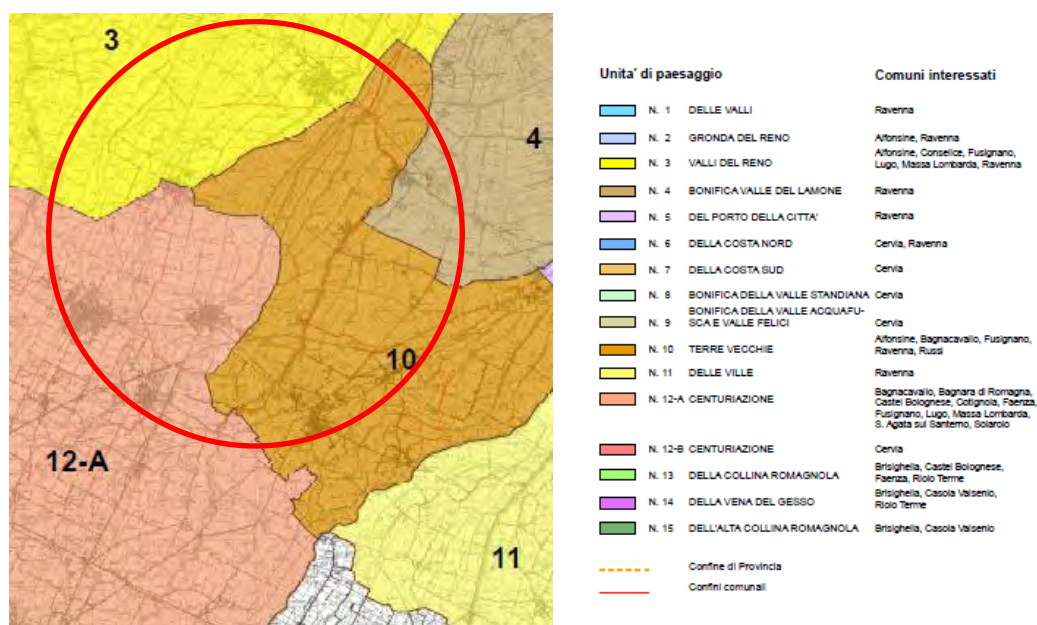 3
4
10
12-A
11
Unita' di paesaggio Comuni interessati
N. 1 DELLE VALLI Ravenna
N. 2 GRONDA DEL RENO Alfonsine, Ravenna
N. 3 VALLI DEL RENO Alfonsine, Conselice, Fusignano,
Lugo, Massa Lombarda, Ravenna
N. 4 BONIFICA VALLE DEL LAMONE Ravenna
N. 5 DEL PORTO DELLA CITTA' Ravenna
N. 6 DELLA COSTA NORD Cervia, Ravenna
N. 7 DELLA COSTA SUD Cervia
N. 8 BONIFICA DELLA VALLE STANDIANA Cervia
N. 9 BONIFICA DELLA VALLE ACQUAFU-
SCA E VALLE FELICI Cervia
N. 10 TERRE VECCHIE Alfonsine, Bagnacavallo, Fusignano,
Ravenna, Russi
N. 11 DELLE VILLE Ravenna
N. 12-A CENTURIAZIONE Bagnacavallo, Bagnara di Romagna,
Castel Bolognese, Cotignola, Faenza,
Fusignano, Lugo, Massa Lombarda,
S. Agata sul Santerno, Solarolo
N. 12-B CENTURIAZIONE Cervia
N. 13 DELLA COLLINA ROMAGNOLA Brisighella, Castel Bolognese,
Faenza, Riolo Terme
N. 14 DELLA VENA DEL GESSO Brisighella, Casola Valsenio,
Riolo Terme
N. 15 DELL'ALTA COLLINA ROMAGNOLA Brisighella, Casola Valsenio
Confine di Provincia
Confini comunali